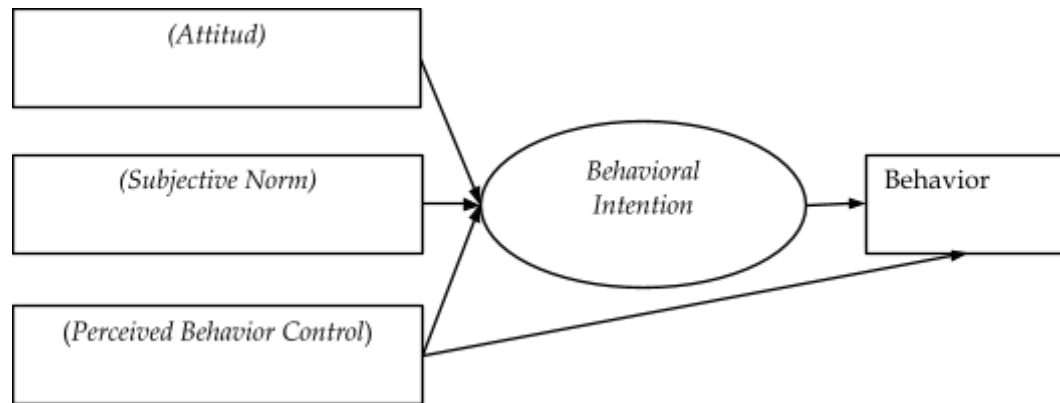 (Attitud)
(Subjective Norm)
Behavioral
Intention
Behavior
(Perceived Behavior Control)